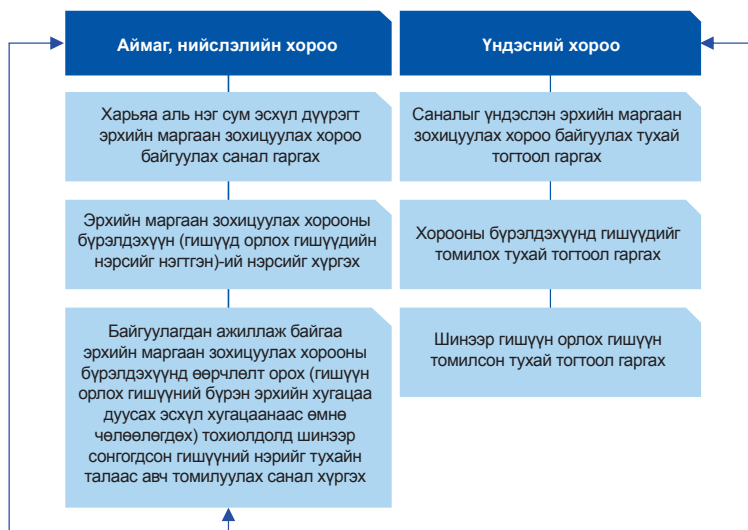 Аймаг, нийслэлийн хороо
Харьяа аль нэг сум эсхүл дүүрэгт
эрхийн маргаан зохицуулах хороо
байгуулах санал гаргах
Эрхийн маргаан зохицуулах хорооны
бүрэлдэхүүн (гишүүд орлох гишүүдийн
нэрсийг нэгтгэн)-ий нэрсийг хүргэх
Байгуулагдан ажиллаж байгаа
эрхийн маргаан зохицуулах хорооны
бүрэлдэхүүнд өөрчлөлт орох (гишүүн
орлох гишүүний бүрэн эрхийн хугацаа
дуусах эсхүл хугацаанаас өмнө
чөлөөлөгдөх) тохиолдолд шинээр
сонгогдсон гишүүний нэрийг тухайн
талаас авч томилуулах санал хүргэх
Үндэсний хороо
Саналыг үндэслэн эрхийн маргаан
зохицуулах хороо байгуулах тухай
тогтоол гаргах
Хорооны бүрэлдэхүүнд гишүүдийг
томилох тухай тогтоол гаргах
Шинээр гишүүн орлох гишүүн
томилсон тухай тогтоол гаргах